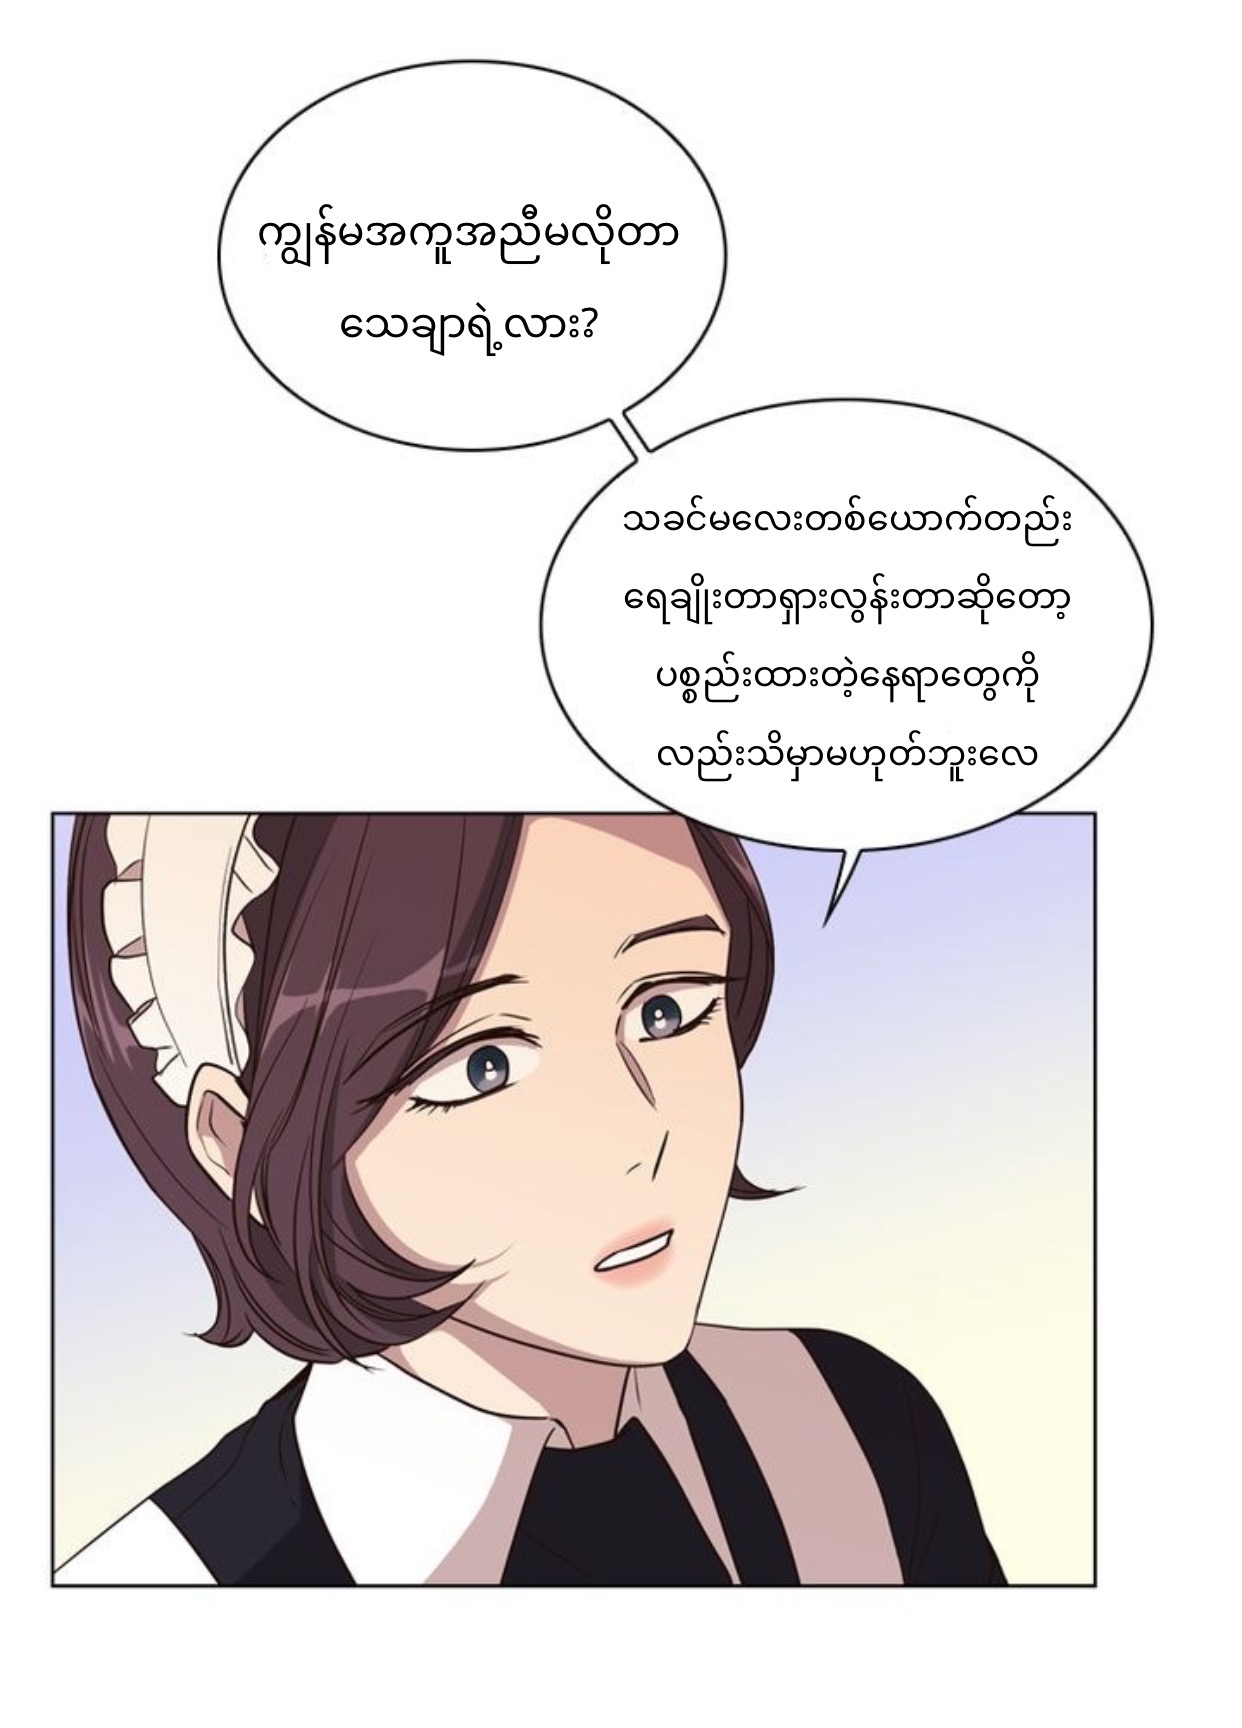 ကျွန်မအကူအညီမလိုတာ
သေချာရဲ့လား?
သခင်မလေးတစ်ယောက်တည်း
ရေချိုးတာရှားလွန်းတာဆိုတော့
ပစ္စည်းထားတဲ့နေရာတွေကို
လည်းသိမှာမဟုတ်ဘူးလေ